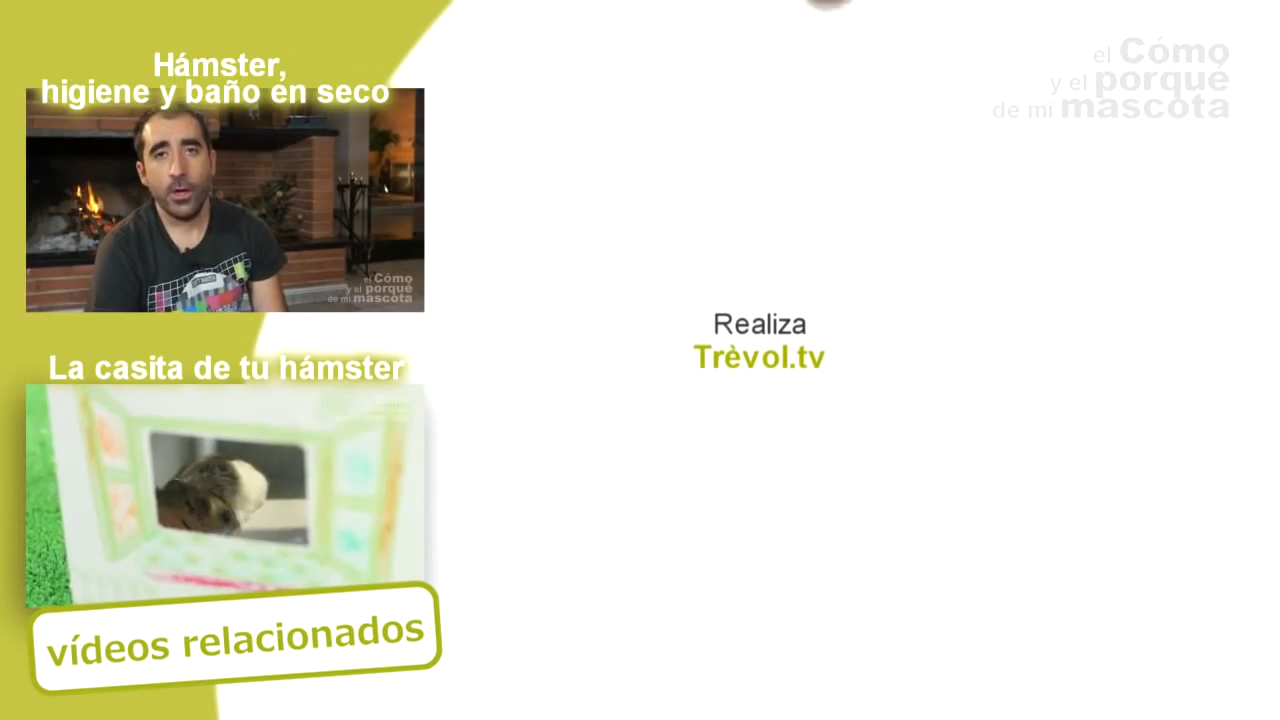 Hámster,
higiene y baño en seco
el Cómo
y el porqué
de mi mascota
La casita de tu hámster
vídeos relacionados
Realiza
Trèvol.tv
el Cómo
y el porqué
de mi mascota